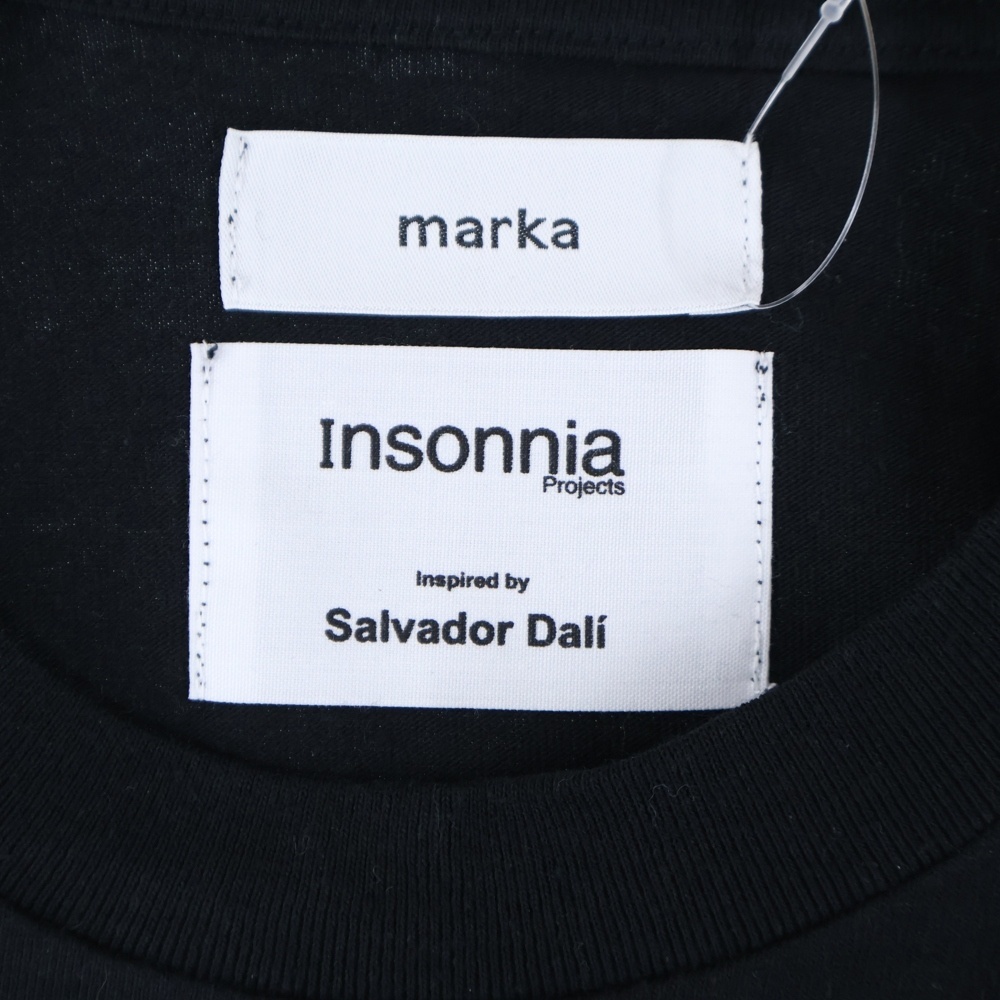 marka
Insonnia
Projects
Inspired by
Salvador Dalí